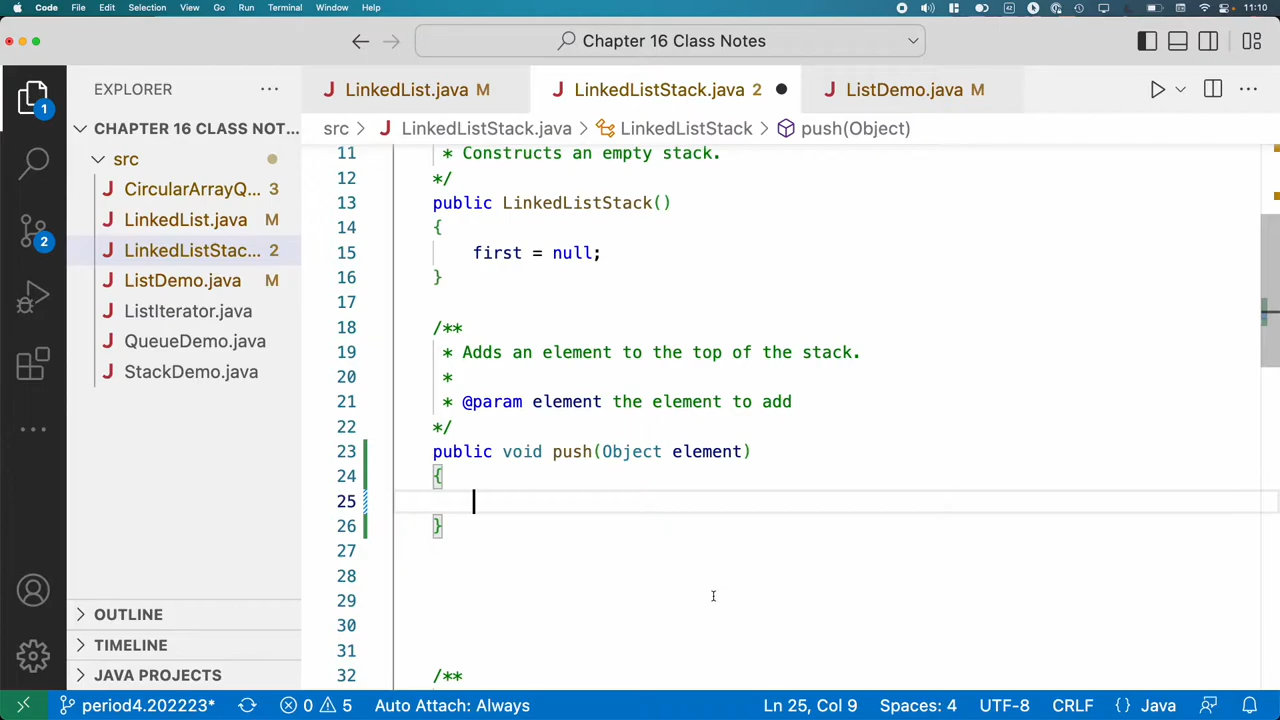 Code File Edit Selection View Go Run Terminal Window Help 42 11:10
Chapter 16 Class Notes
EXPLORER ···
LinkedList.java M
LinkedListStack.java 2
ListDemo.java M
src > LinkedListStack.java > LinkedListStack > push(Object)
1
2
CHAPTER 16 CLASS NOT...
src
CircularArrayQ... 3
LinkedList.java M
LinkedListStac... 2
ListDemo.java M
ListIterator.java
QueueDemo.java
StackDemo.java
OUTLINE
TIMELINE
JAVA PROJECTS
11 * Constructs an empty stack.
12 */
13 public LinkedListStack()
14 {
15 first = null;
16 }
17
18 /**
19 * Adds an element to the top of the stack.
20 *
21 * @param element the element to add
22 */
23 public void push(Object element)
24 {
25
26 }
27
28
29
30
31
32 /**
period4.202223* 0 5 Auto Attach: Always Ln 25, Col 9 Spaces: 4 UTF-8 CRLF {} Java